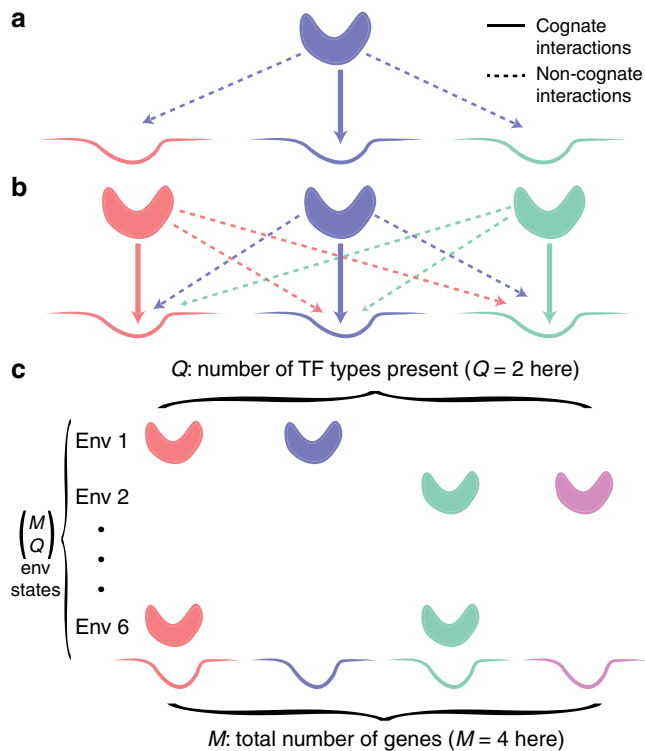 a
Cognate
interactions
Non-cognate
interactions
b
c
Q: number of TF types present (Q = 2 here)
Env 1
Env 2
(M
Q)
env
states
Env 6
M: total number of genes (M = 4 here)